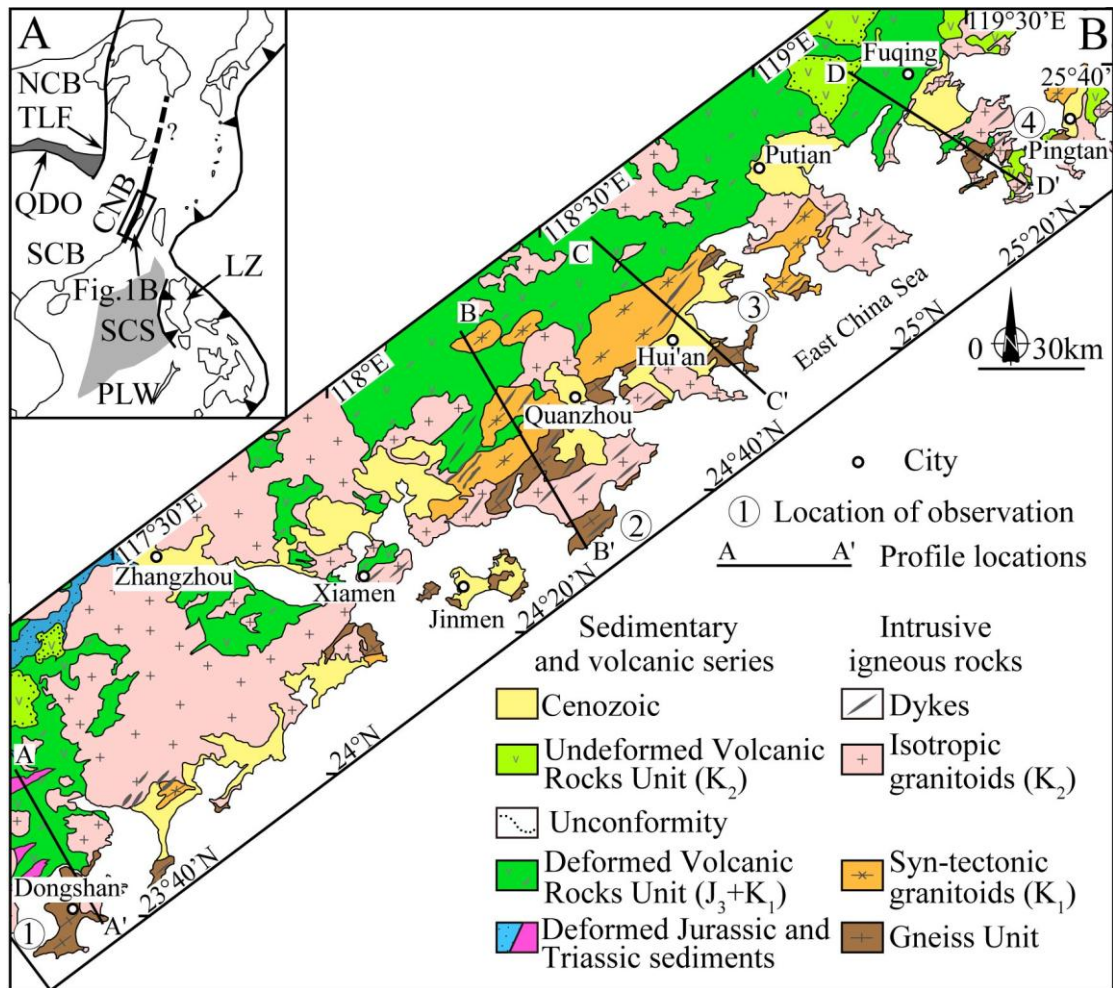 A
NCB
TLF
QDO
CNB
?
SCB
LZ
Fig.1B
SCS
PLW
B
119°30'E
119°E
Fuqing
D
25°40'
④
Pingtan
D'
Putian
118°30'E
25°20'N
C
③
East China Sea
25°N
B
Hui'an
0 30km
118°E
C'
Quanzhou
24°40'N
②
B'
117°30'E
Zhangzhou
Xiamen
Jinmen
24°20'N
24°N
A
Dongshan
A'
23°40'N
①
City
① Location of observation
A A' Profile locations
Sedimentary
and volcanic series
Cenozoic
Undeformed Volcanic
Rocks Unit (K₂)
Unconformity
Deformed Volcanic
Rocks Unit (J₃+K₁)
Deformed Jurassic and
Triassic sediments
Intrusive
igneous rocks
Dykes
Isotropic
granitoids (K₂)
Syn-tectonic
granitoids (K₁)
Gneiss Unit